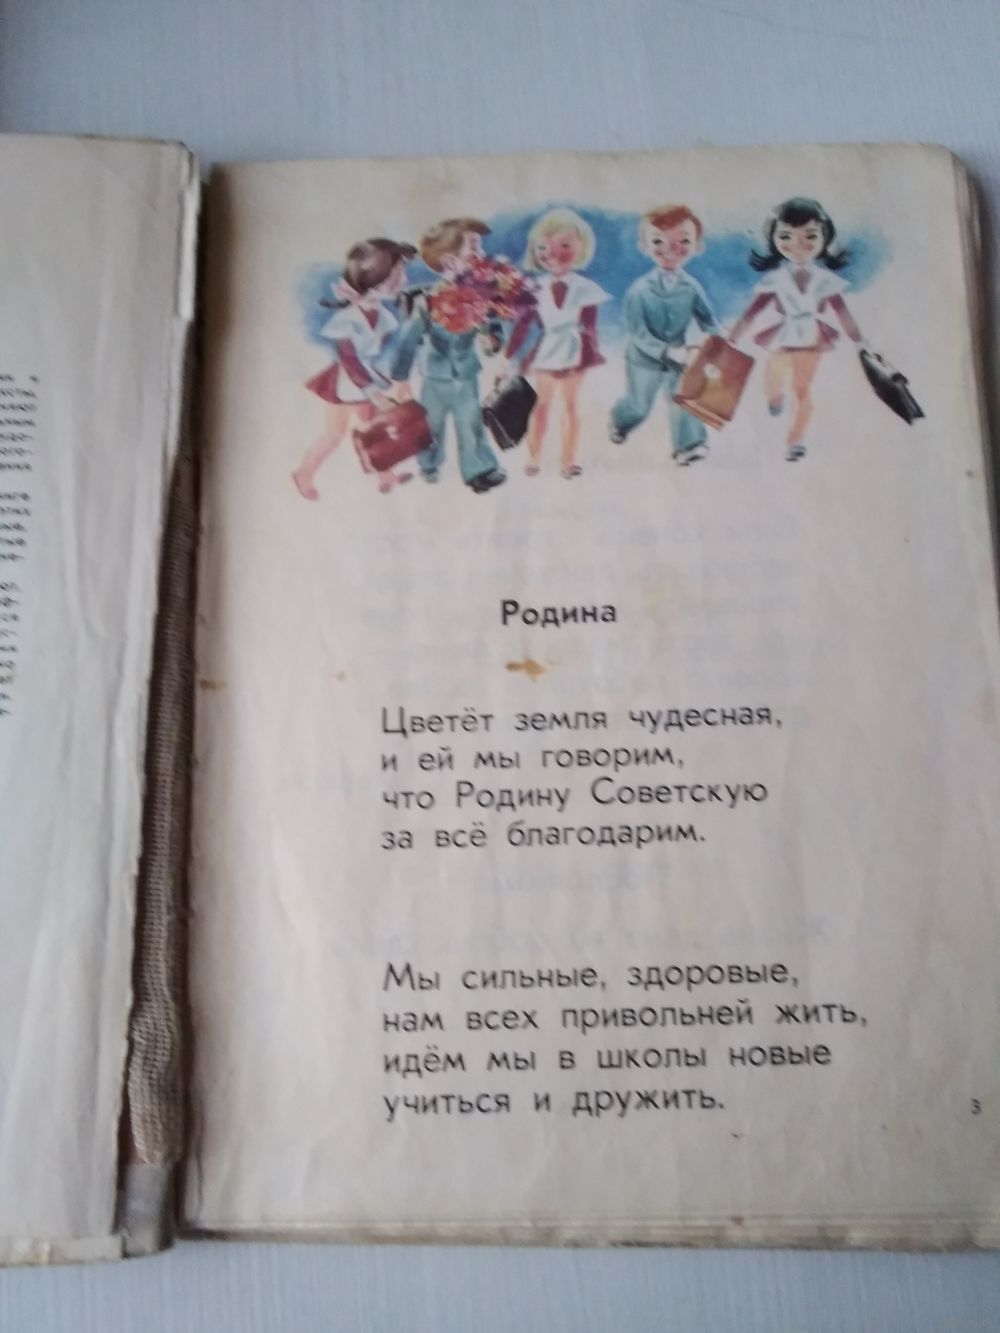 Родина
Цветёт земля чудесная,
и ей мы говорим,
что Родину Советскую
за всё благодарим.
Мы сильные, здоровые,
нам всех привольней жить,
идём мы в школы новые
учиться и дружить.
3